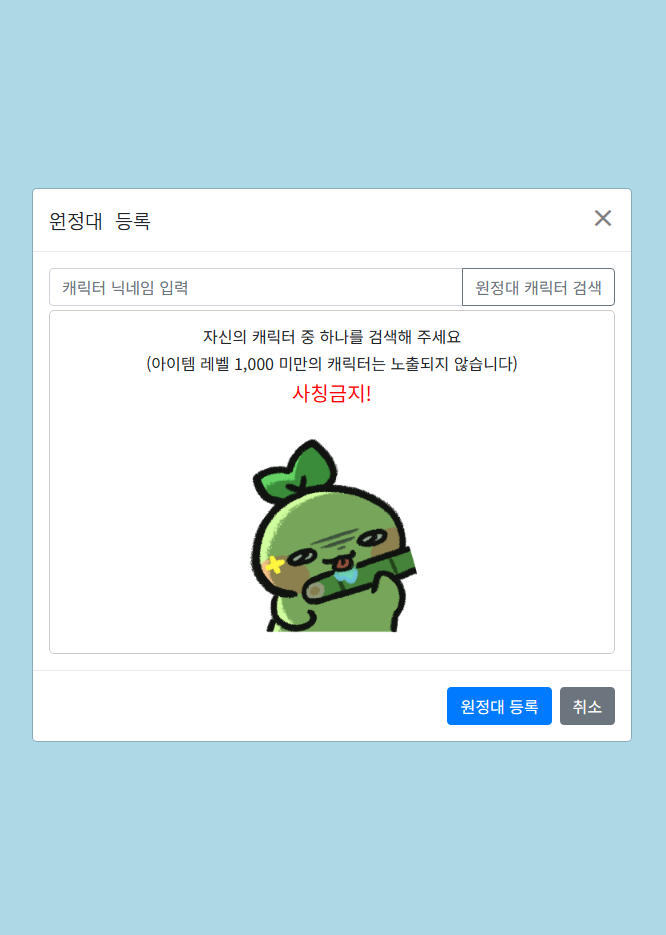 원정대 등록
캐릭터 닉네임 입력
원정대 캐릭터 검색
자신의 캐릭터 중 하나를 검색해 주세요
(아이템 레벨 1,000 미만의 캐릭터는 노출되지 않습니다)
사칭금지!
원정대 등록
취소